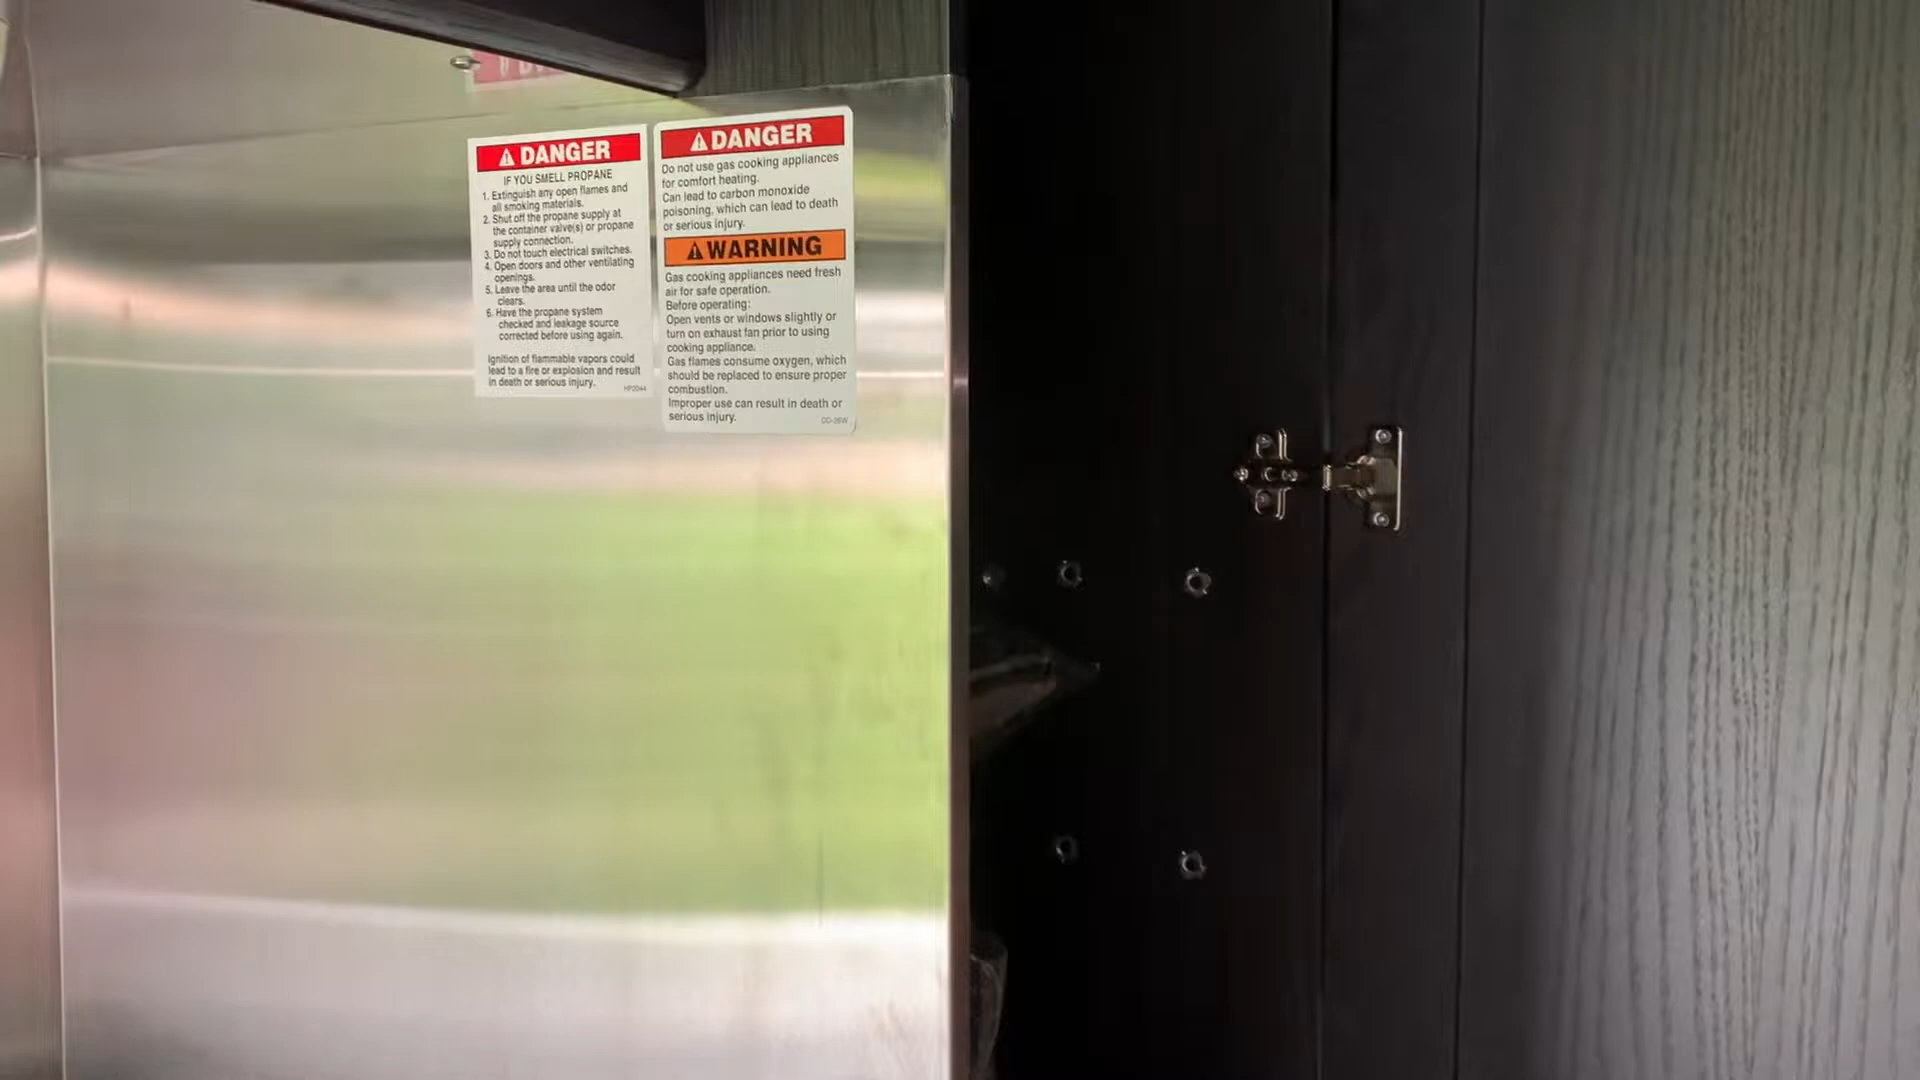 DANGER
IF YOU SMELL PROPANE
1. Extinguish any open flames and
all smoking materials.
2. Shut off the propane supply at
the container valve(s) or propane
supply connection.
3. Do not touch electrical switches.
4. Open doors and other ventilating
openings.
5. Leave the area until the odor
clears.
6. Have the propane system
checked and leakage source
corrected before using again.
Ignition of flammable vapors could
lead to a fire or explosion and result
in death or serious injury.
HP2044
DANGER
Do not use gas cooking appliances
for comfort heating.
Can lead to carbon monoxide
poisoning, which can lead to death
or serious injury.
WARNING
Gas cooking appliances need fresh
air for safe operation.
Before operating:
Open vents or windows slightly or
turn on exhaust fan prior to using
cooking appliance.
Gas flames consume oxygen, which
should be replaced to ensure proper
combustion.
Improper use can result in death or
serious injury.